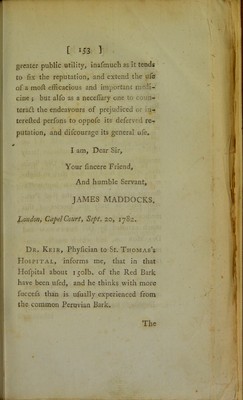 [ 153 ]
greater public utility, inaſmuch as it tends
to fix the reputation, and extend the uſe
of a moſt efficacious and important medi-
cine; but alſo as a neceſſary one to coun-
teract the endeavours of prejudiced or in-
tereſted perſons to oppoſe its deſerved re-
putation, and diſcourage its general uſe.
I am, Dear Sir,
Your ſincere Friend,
And humble Servant,
JAMES MADDOCKS.
London, Capel Court, Sept. 20, 1782.
DR. KEIR, Phyſician to St. THOMAS's
HOSPITAL, informs me, that in that
Hoſpital about 150lb. of the Red Bark
have been uſed, and he thinks with more
ſucceſs than is uſually experienced from
the common Peruvian Bark.
The